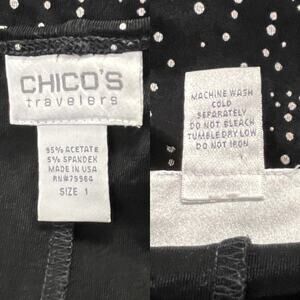 CHICO'S
travelers
95% ACETATE
5% SPANDEX
MADE IN USA
RN#79984
SIZE 1
MACHINE WASH
COLD
SEPARATELY
DO NOT BLEACH
TUMBLE DRY LOW
DO NOT IRON